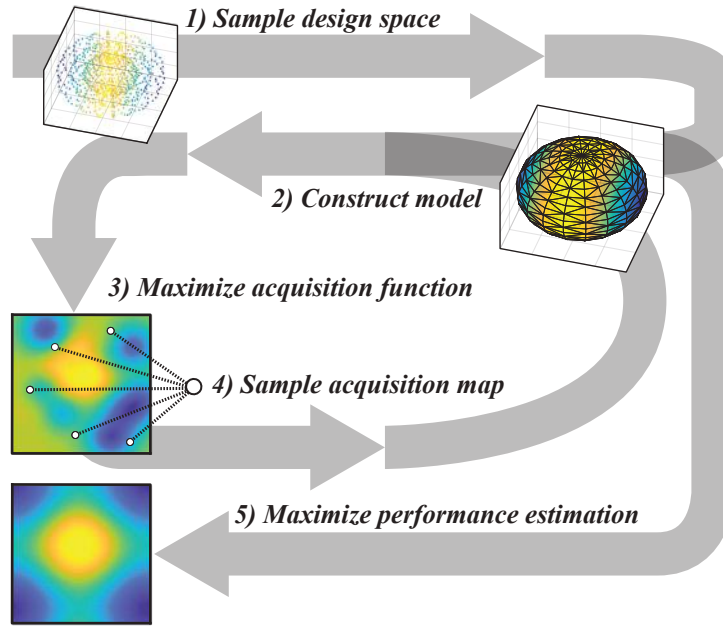 1) Sample design space
2) Construct model
3) Maximize acquisition function
4) Sample acquisition map
5) Maximize performance estimation